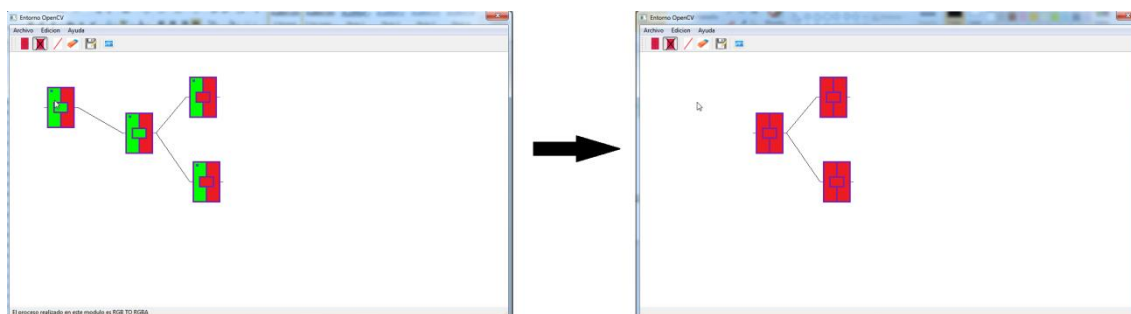 Entorno OpenCV
Archivo Edicion Ayuda
El proceso realizado en este modulo es RGB TO RGBA
Entorno OpenCV
Archivo Edicion Ayuda